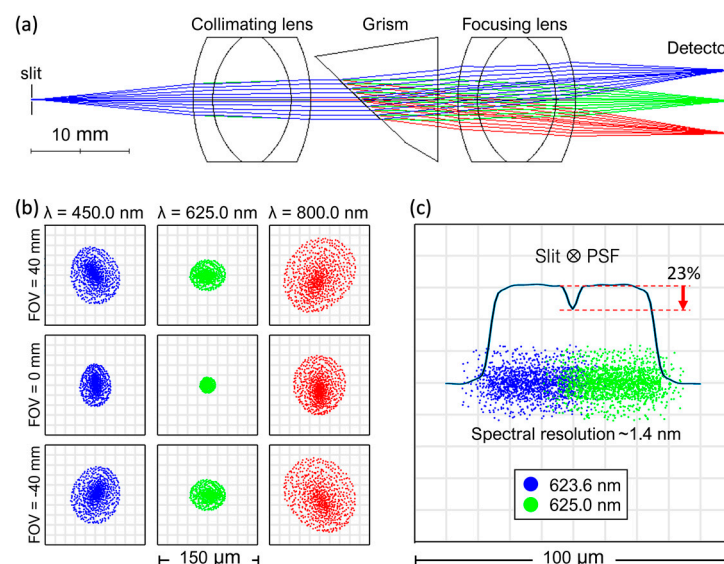 (a)
Collimating lens
Grism
Focusing lens
Detector
slit
10 mm
(b)
λ = 450.0 nm
λ = 625.0 nm
λ = 800.0 nm
FOV = 40 mm
FOV = 0 mm
FOV = -40 mm
150 μm
(c)
Slit ⊗ PSF
23%
Spectral resolution ~1.4 nm
623.6 nm
625.0 nm
100 μm